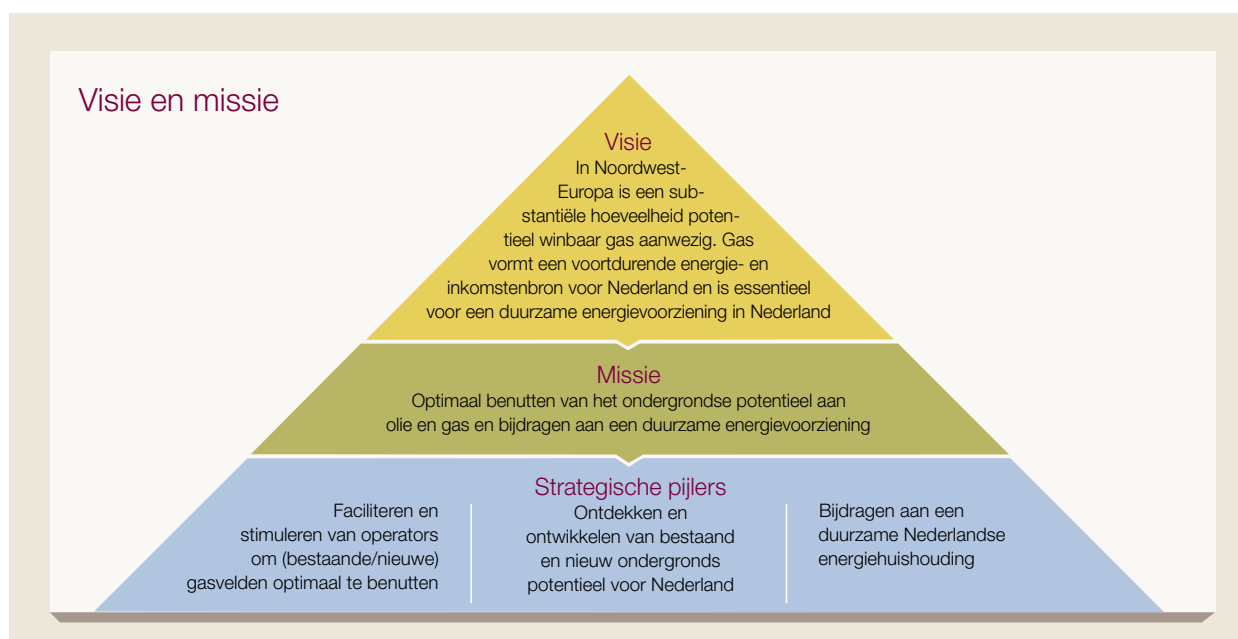 Visie en missie
Visie
In Noordwest-
Europa is een sub-
stantiële hoeveelheid poten-
tieel winbaar gas aanwezig. Gas
vormt een voortdurende energie- en
inkomstenbron voor Nederland en is essentieel
voor een duurzame energievoorziening in Nederland
Missie
Optimaal benutten van het ondergrondse potentieel aan
olie en gas en bijdragen aan een duurzame energievoorziening
Strategische pijlers
Faciliteren en
stimuleren van operators
om (bestaande/nieuwe)
gasvelden optimaal te benutten
Ontdekken en
ontwikkelen van bestaand
en nieuw ondergronds
potentieel voor Nederland
Bijdragen aan een
duurzame Nederlandse
energiehuishouding